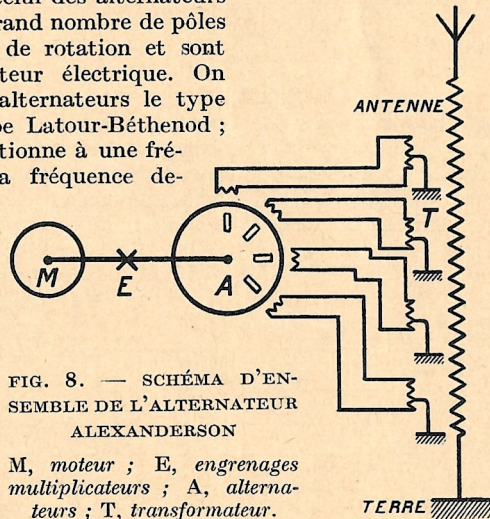 celui des alternateurs
rand nombre de pôles
de rotation et sont
teur électrique. On
alternateurs le type
pe Latour-Béthenod ;
tionne à une fré-
a fréquence de-
ANTENNE
T
M
E
A
FIG. 8. — SCHÉMA D'EN-
SEMBLE DE L'ALTERNATEUR
ALEXANDERSON
M, moteur ; E, engrenages
multiplicateurs ; A, alterna-
teurs ; T, transformateur.
TERRE